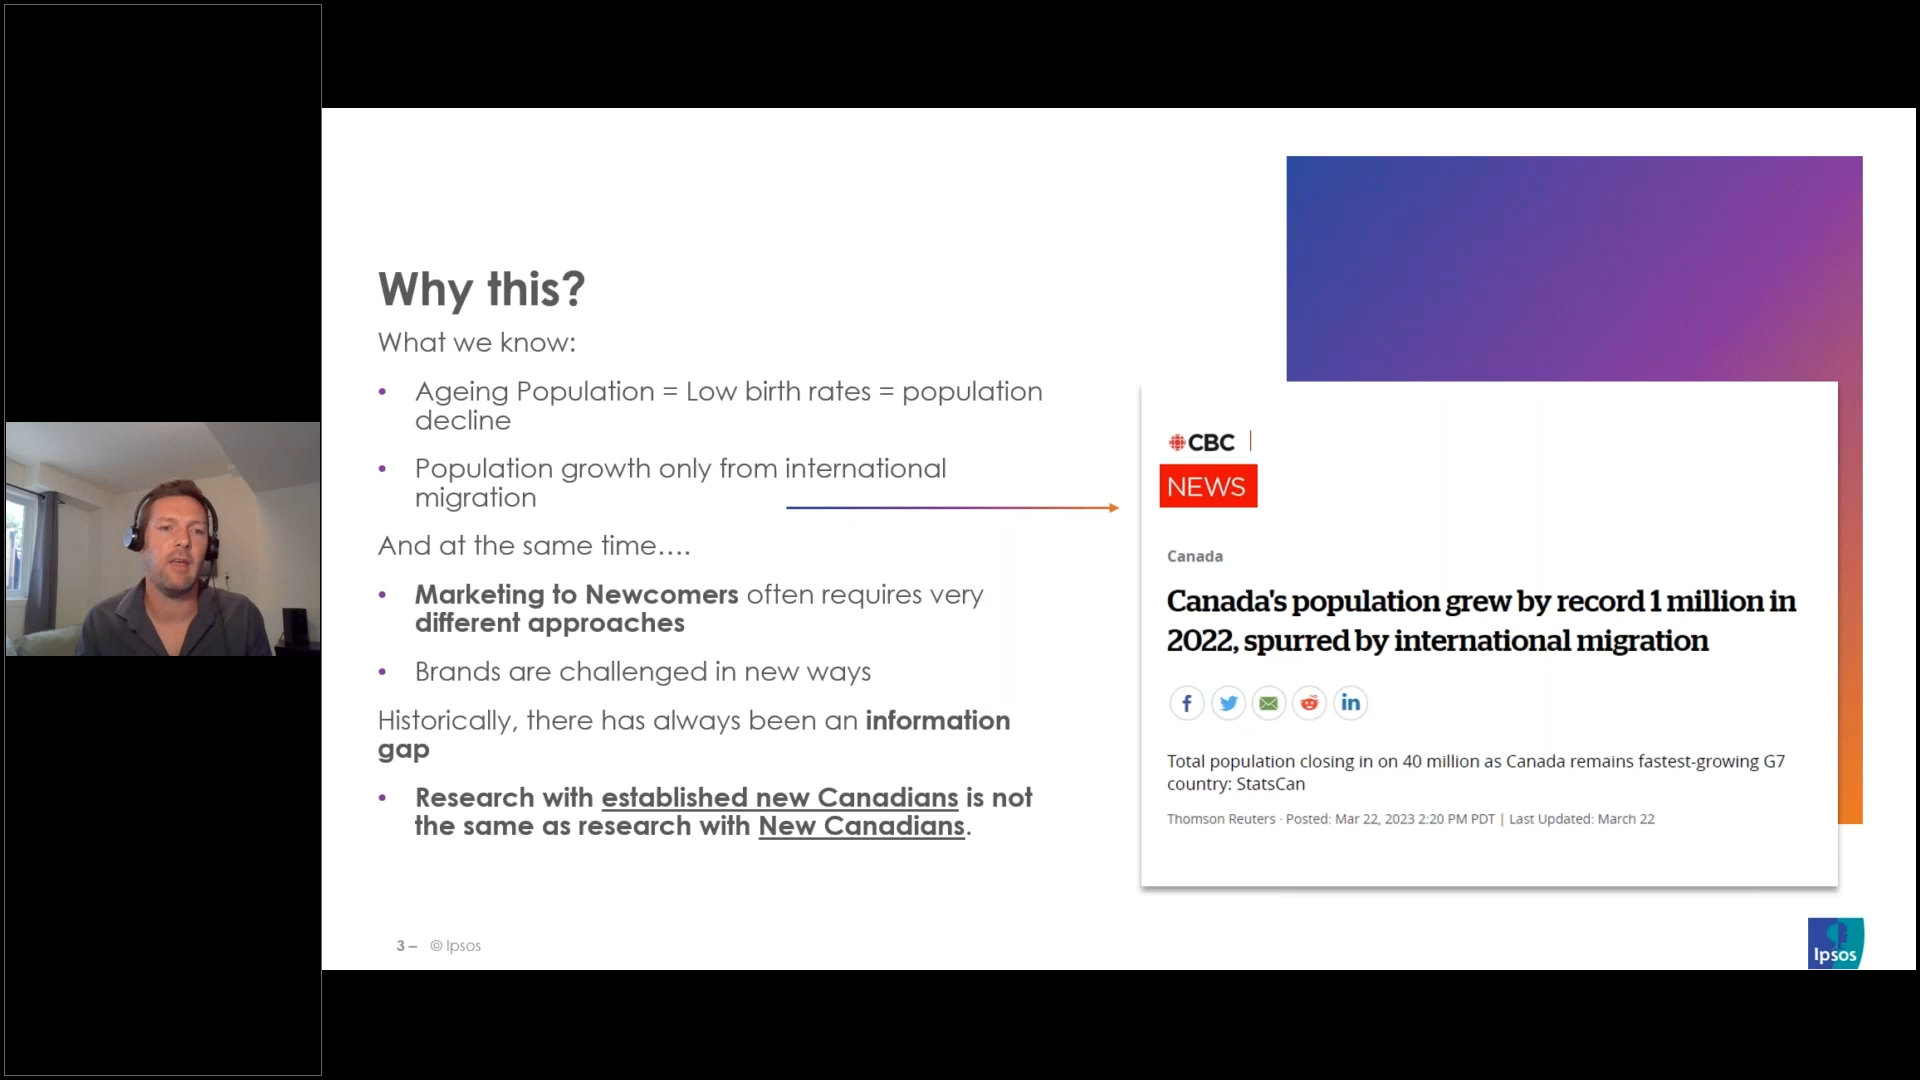 Why this?
What we know:
• Ageing Population = Low birth rates = population
decline
• Population growth only from international
migration
And at the same time....
• Marketing to Newcomers often requires very
different approaches
• Brands are challenged in new ways
Historically, there has always been an information
gap
• Research with established new Canadians is not
the same as research with New Canadians.
CBC
NEWS
Canada
Canada's population grew by record 1 million in
2022, spurred by international migration
Total population closing in on 40 million as Canada remains fastest-growing G7
country: StatsCan
Thomson Reuters · Posted: Mar 22, 2023 2:20 PM PDT | Last Updated: March 22
3 – © Ipsos
Ipsos